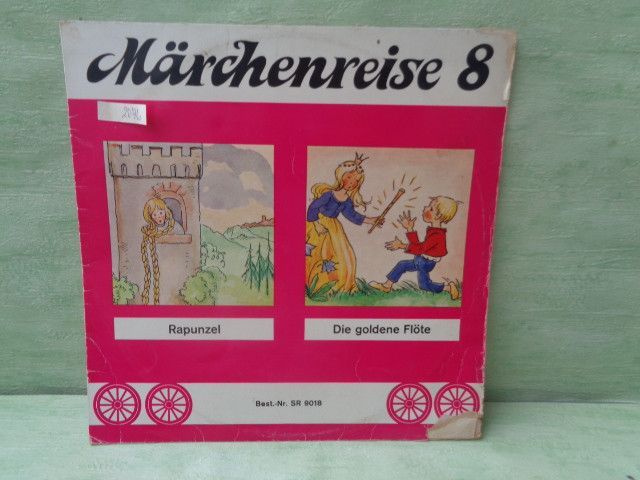 Märchenreise 8
Rapunzel
Die goldene Flöte
Best.-Nr. SR 9018